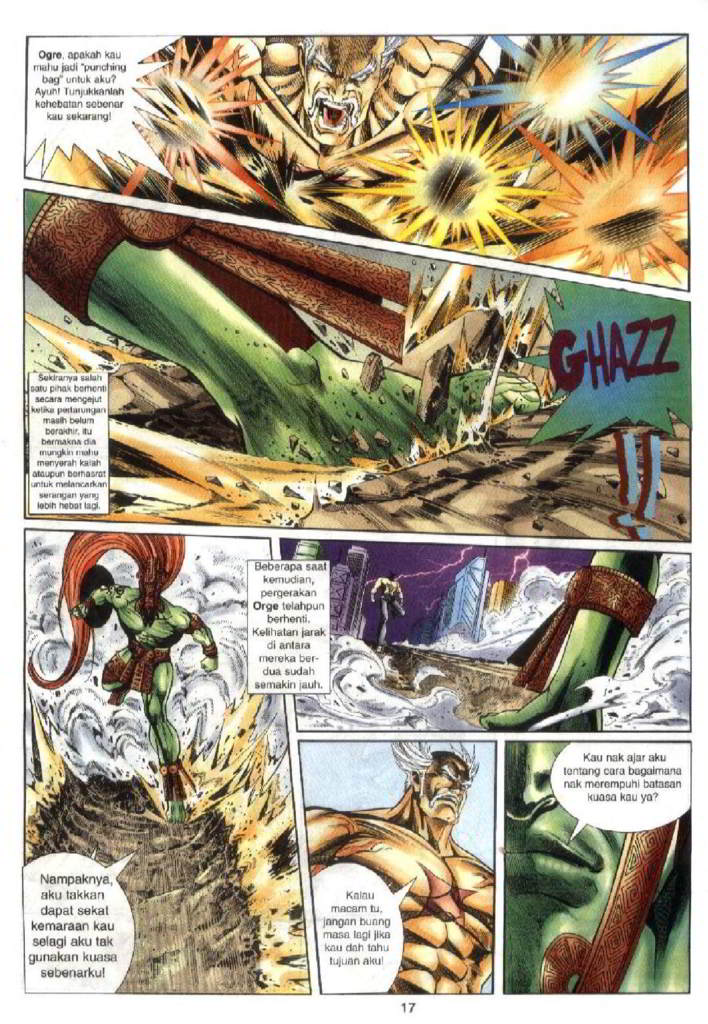 Ogre, apakah kau
mahu jadi "punching
bag" untuk aku?
Ayuh! Tunjukkanlah
kehebatan sebenar
kau sekarang!
GHAZZ
!!
Sekiranya salah
satu pihak berhenti
secara mengejut
ketika pertarungan
masih belum
berakhir, itu
bermakna dia
mungkin mahu
menyerah kalah
ataupun berhasrat
untuk melancarkan
serangan yang
lebih hebat lagi.
Beberapa saat
kemudian,
pergerakan
Orge telahpun
berhenti.
Kelihatan jarak
di antara
mereka ber-
dua sudah
semakin jauh.
Nampaknya,
aku takkan
dapat sekat
kemaraan kau
selagi aku tak
gunakan kuasa
sebenarku!
Kalau
macam tu,
jangan buang
masa lagi jika
kau dah tahu
tujuan aku!
Kau nak ajar aku
tentang cara bagaimana
nak merempuhi batasan
kuasa kau ya?
17